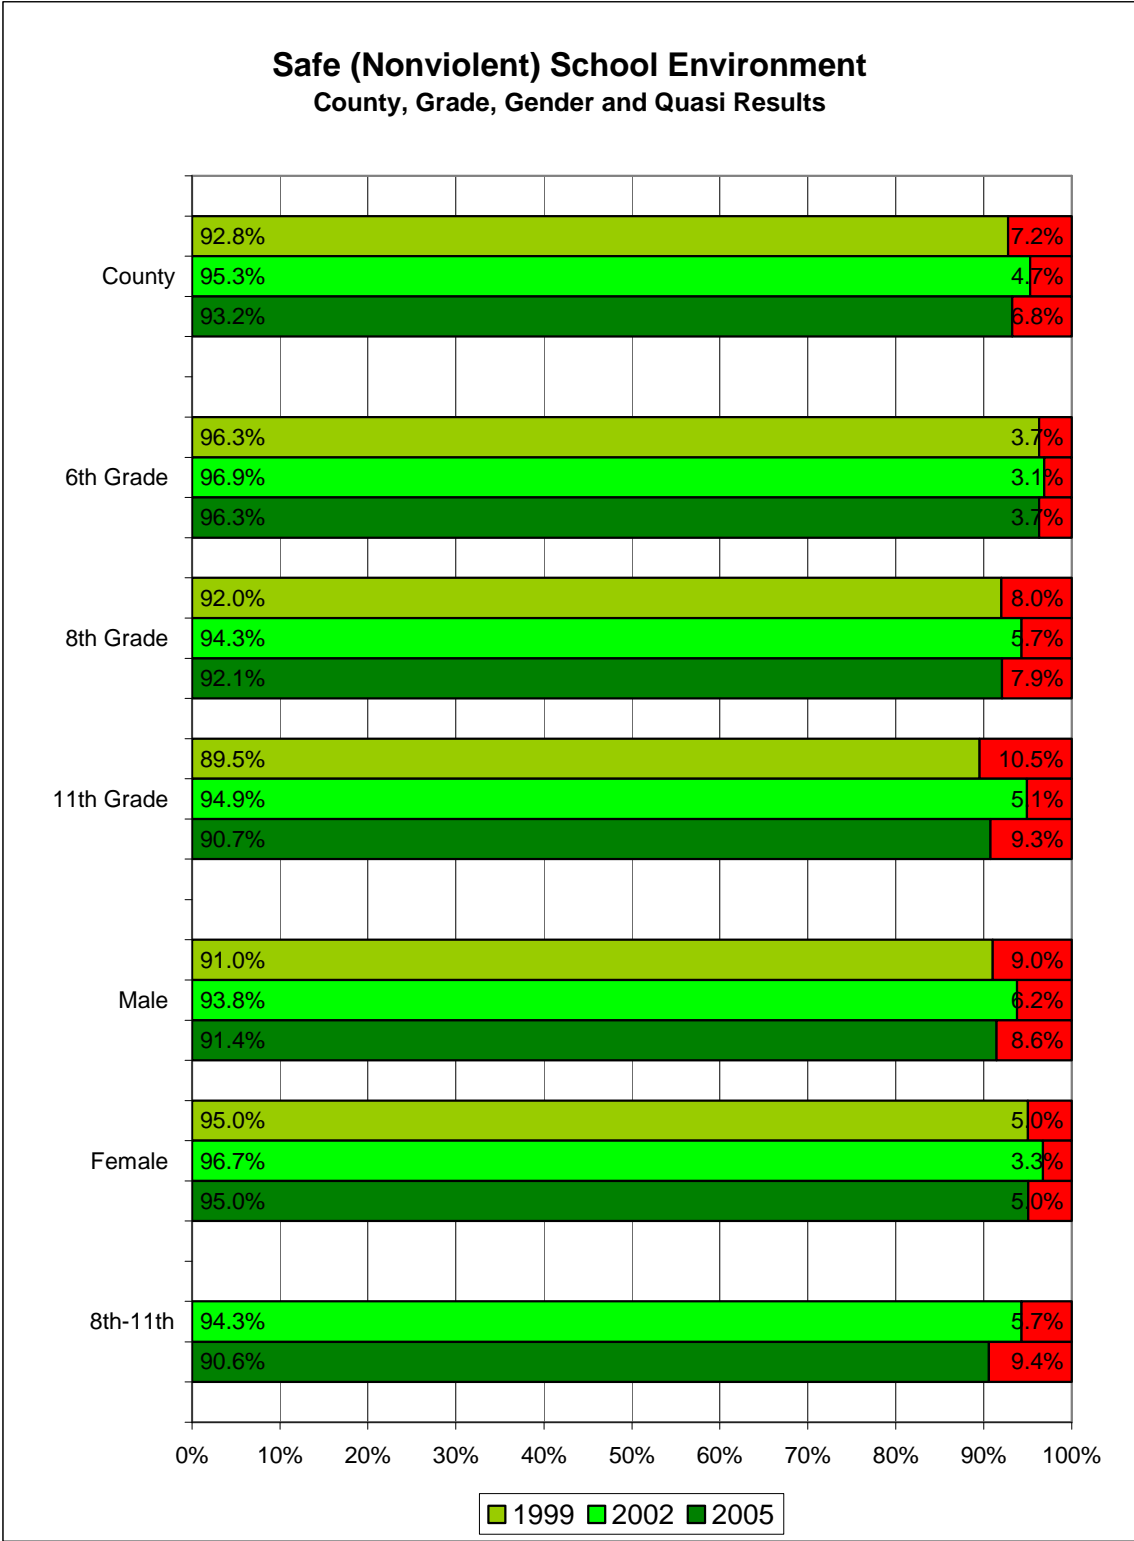 Safe (Nonviolent) School Environment
County, Grade, Gender and Quasi Results
92.8% 7.2%
County 95.3% 4.7%
93.2% 6.8%
96.3% 3.7%
6th Grade 96.9% 3.1%
96.3% 3.7%
92.0% 8.0%
8th Grade 94.3% 5.7%
92.1% 7.9%
89.5% 10.5%
11th Grade 94.9% 5.1%
90.7% 9.3%
91.0% 9.0%
Male 93.8% 6.2%
91.4% 8.6%
95.0% 5.0%
Female 96.7% 3.3%
95.0% 5.0%
8th-11th 94.3% 5.7%
90.6% 9.4%
0% 10% 20% 30% 40% 50% 60% 70% 80% 90% 100%
1999 2002 2005